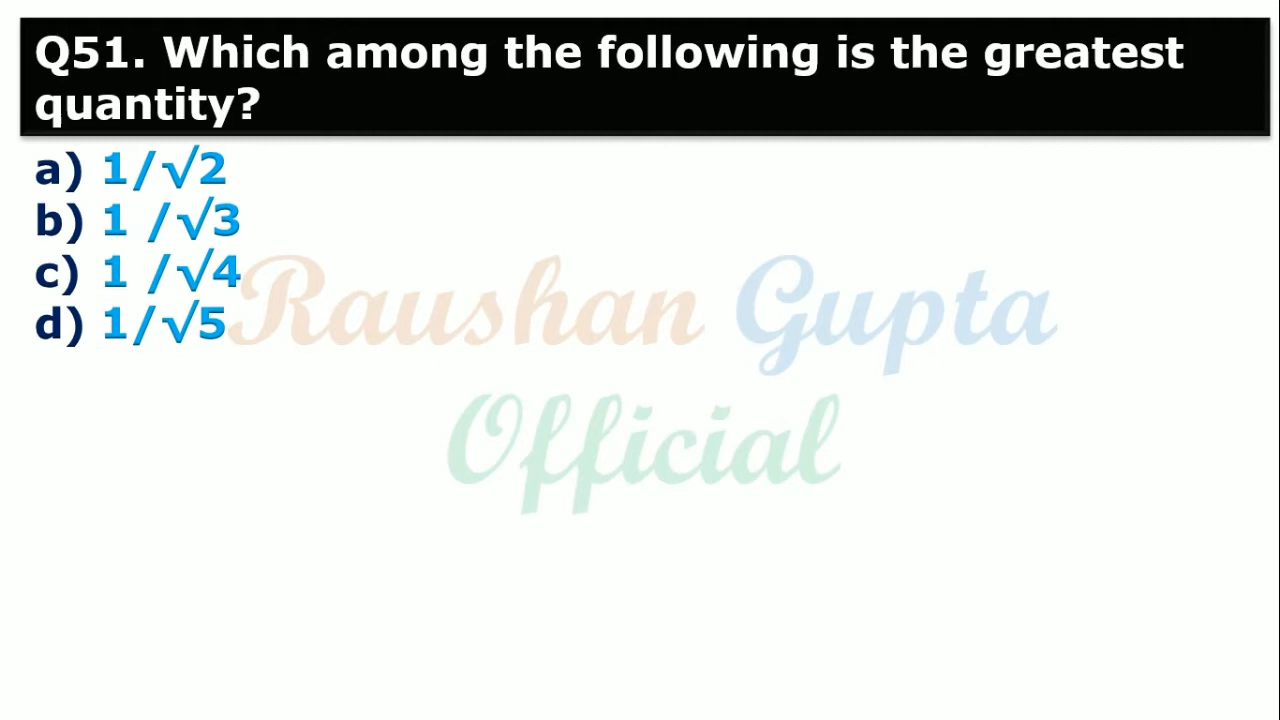 Q51. Which among the following is the greatest
quantity?
a) 1/√2
b) 1 /√3
c) 1 /√4
d) 1/√5
Raushan Gupta
Official